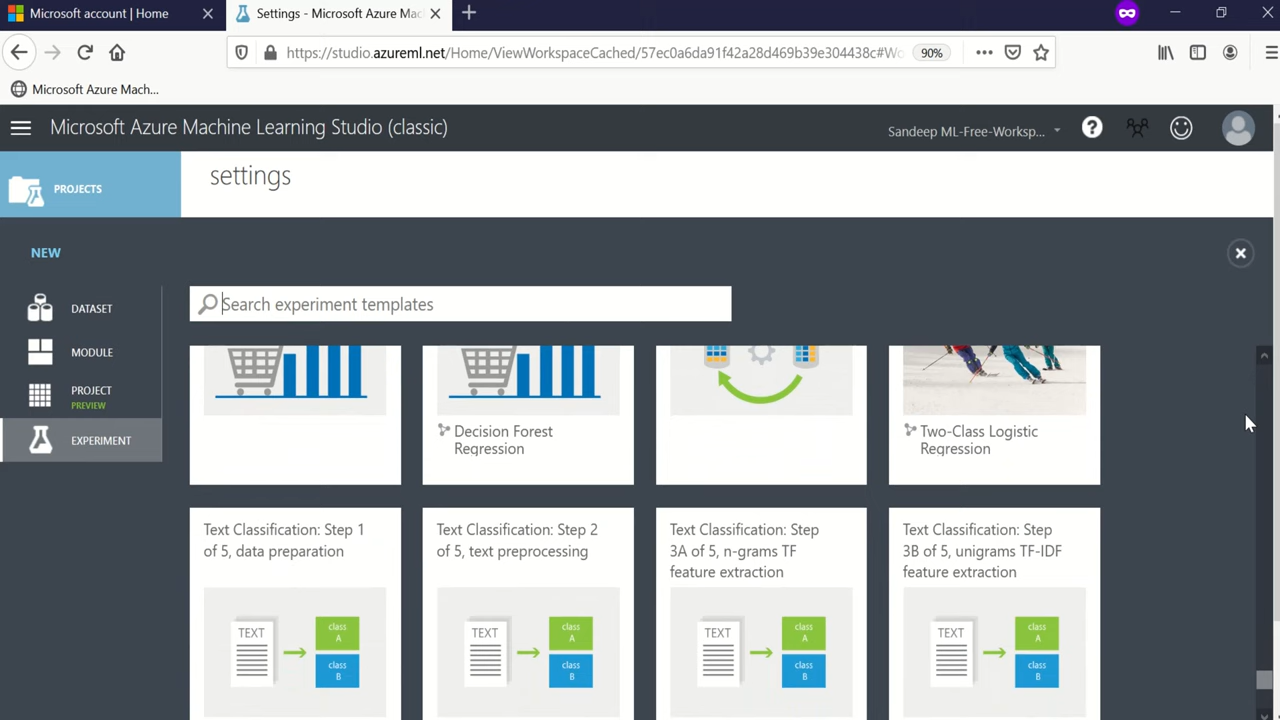 Microsoft account | Home
Settings - Microsoft Azure Mac
https://studio.azureml.net/Home/ViewWorkspaceCached/57ec0a6da91f42a28d469b39e304438c#Wo
90%
Microsoft Azure Mach...
Microsoft Azure Machine Learning Studio (classic)
Sandeep ML-Free-Worksp...
?
PROJECTS
settings
NEW
DATASET
MODULE
PROJECT
PREVIEW
EXPERIMENT
Search experiment templates
Decision Forest
Regression
Two-Class Logistic
Regression
Text Classification: Step 1
of 5, data preparation
TEXT
class
A
class
B
Text Classification: Step 2
of 5, text preprocessing
TEXT
class
A
class
B
Text Classification: Step
3A of 5, n-grams TF
feature extraction
TEXT
class
A
class
B
Text Classification: Step
3B of 5, unigrams TF-IDF
feature extraction
TEXT
class
A
class
B